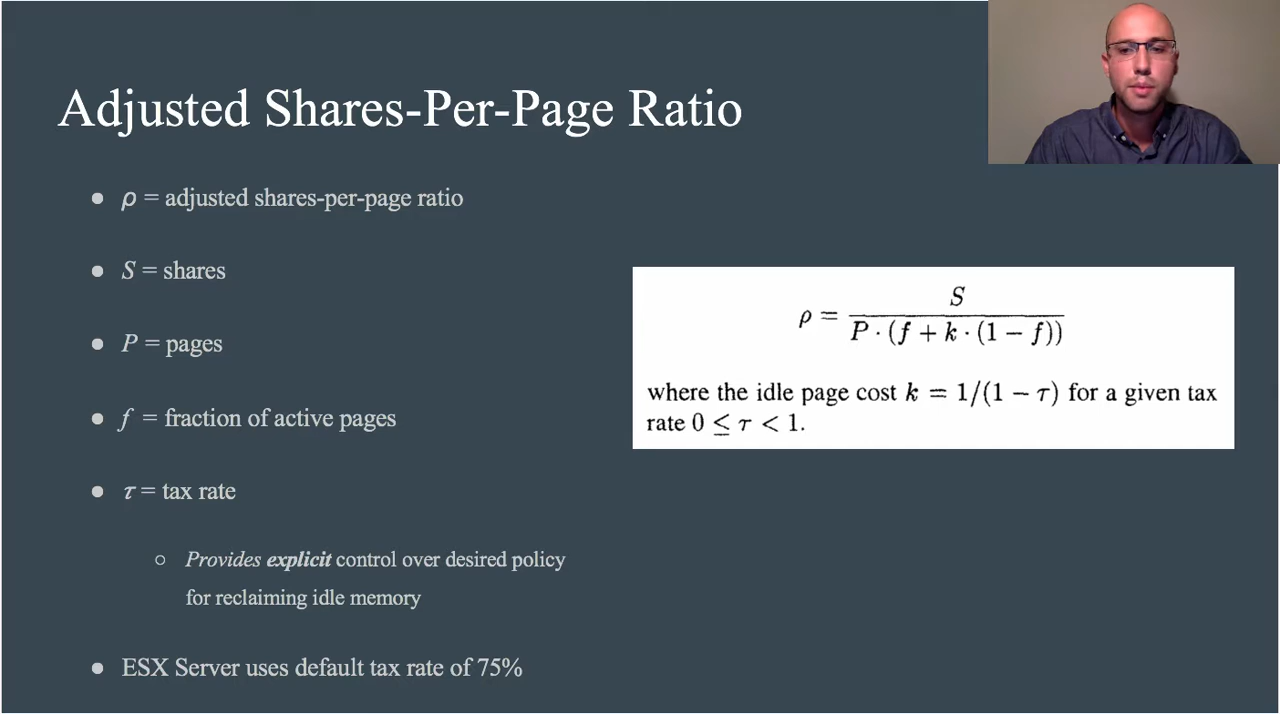 Adjusted Shares-Per-Page Ratio
● ρ = adjusted shares-per-page ratio
● S = shares
● P = pages
● f = fraction of active pages
● τ = tax rate
○ Provides explicit control over desired policy
for reclaiming idle memory
● ESX Server uses default tax rate of 75%
ρ = S / (P · (f + k · (1 − f)))
where the idle page cost k = 1/(1 − τ) for a given tax
rate 0 ≤ τ < 1.